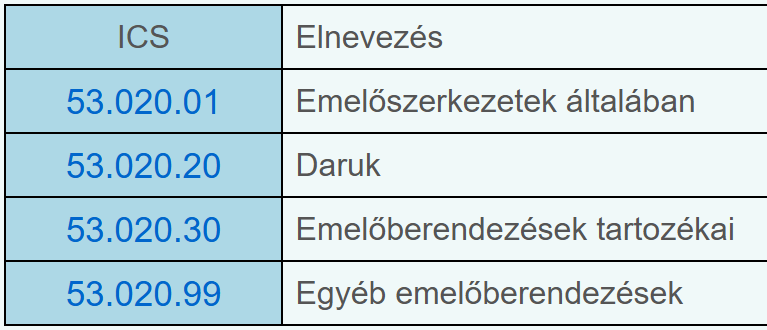 ICS Elnevezés
53.020.01 Emelőszerkezetek általában
53.020.20 Daruk
53.020.30 Emelőberendezések tartozékai
53.020.99 Egyéb emelőberendezések